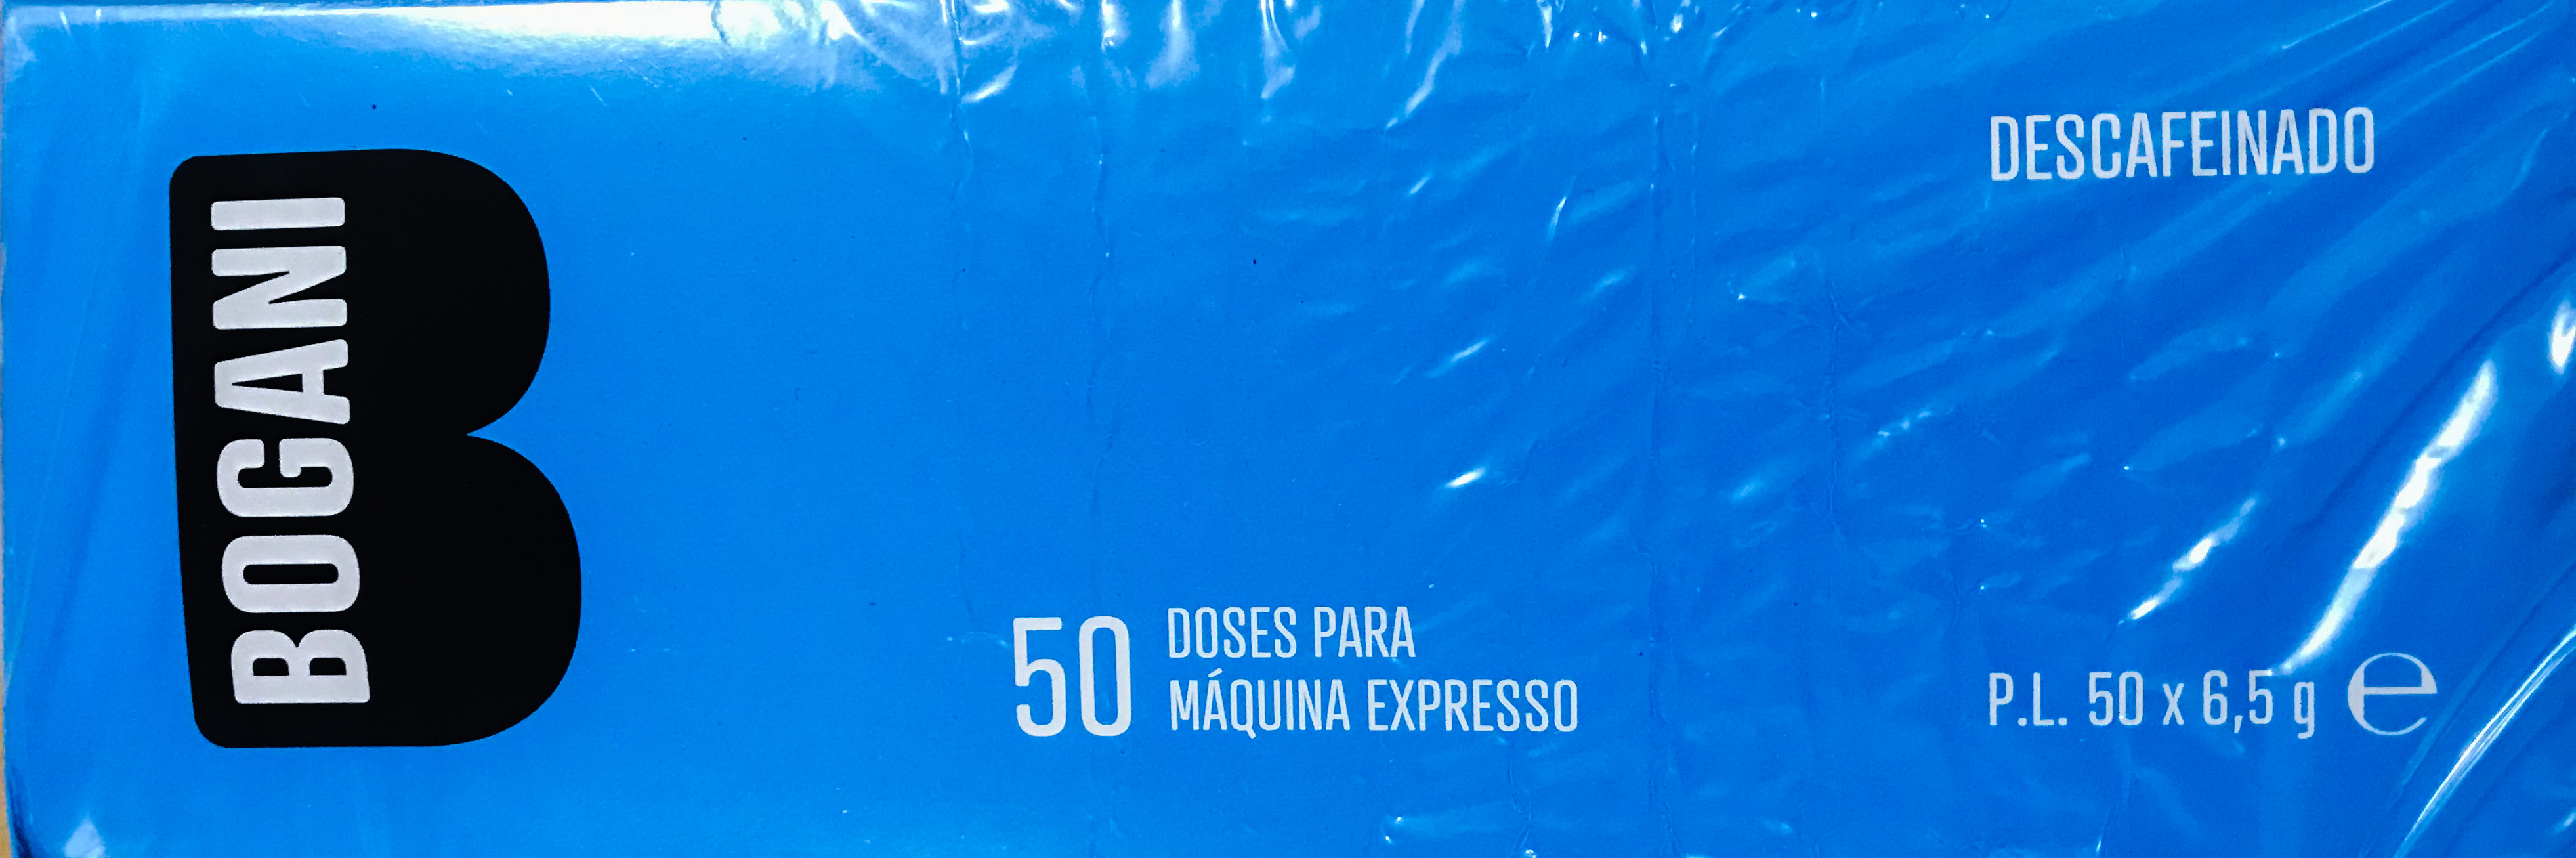 BOGANI
DESCAFEINADO
50 DOSES PARA
MÁQUINA EXPRESSO
P.L. 50 x 6,5 g ℮